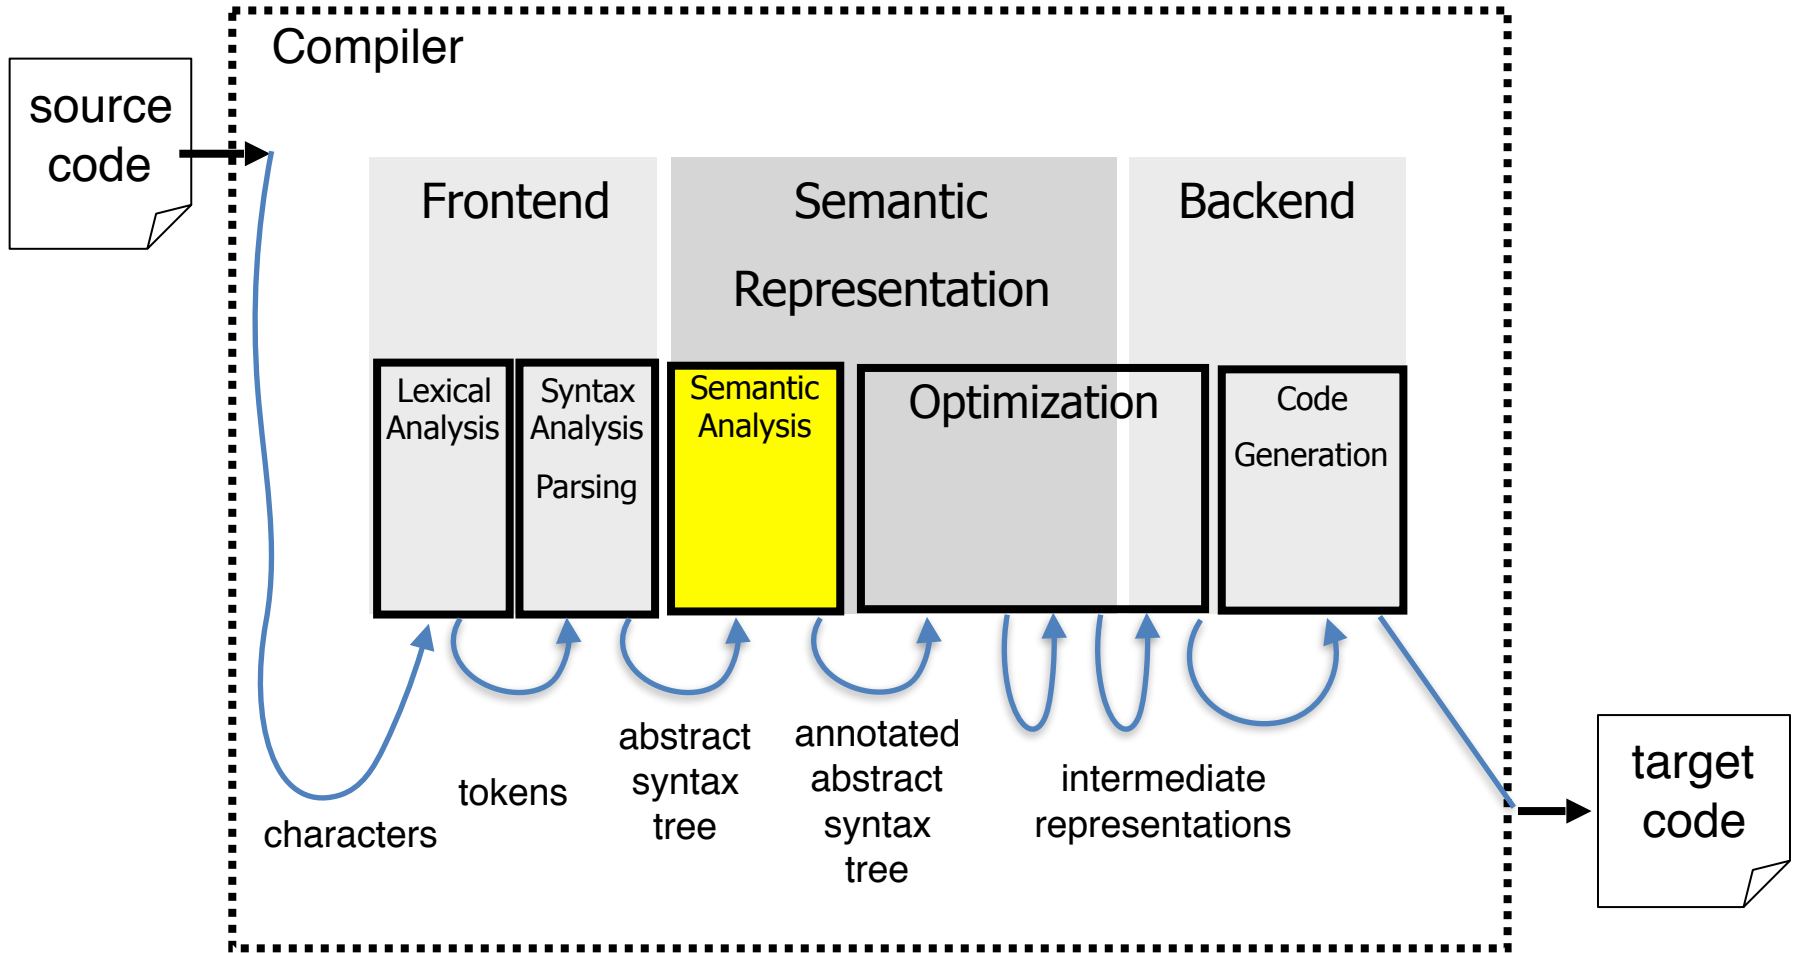 Compiler
source
code
Frontend
Semantic
Representation
Backend
Lexical
Analysis
Syntax
Analysis
Parsing
Semantic
Analysis
Optimization
Code
Generation
characters
tokens
abstract
syntax
tree
annotated
abstract
syntax
tree
intermediate
representations
target
code